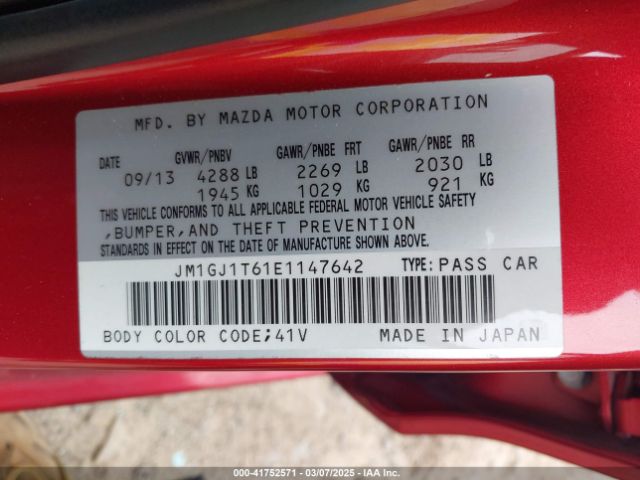 MFD. BY MAZDA MOTOR CORPORATION
DATE GVWR/PNBV GAWR/PNBE FRT GAWR/PNBE RR
09/13 4288 LB 2269 LB 2030 LB
1945 KG 1029 KG 921 KG
THIS VEHICLE CONFORMS TO ALL APPLICABLE FEDERAL MOTOR VEHICLE SAFETY
,BUMPER,AND THEFT PREVENTION
STANDARDS IN EFFECT ON THE DATE OF MANUFACTURE SHOWN ABOVE.
JM1GJ1T61E1147642 TYPE: PASS CAR
BODY COLOR CODE;41V MADE IN JAPAN
000-41752571 | 03/07/2025 | IAA Inc.